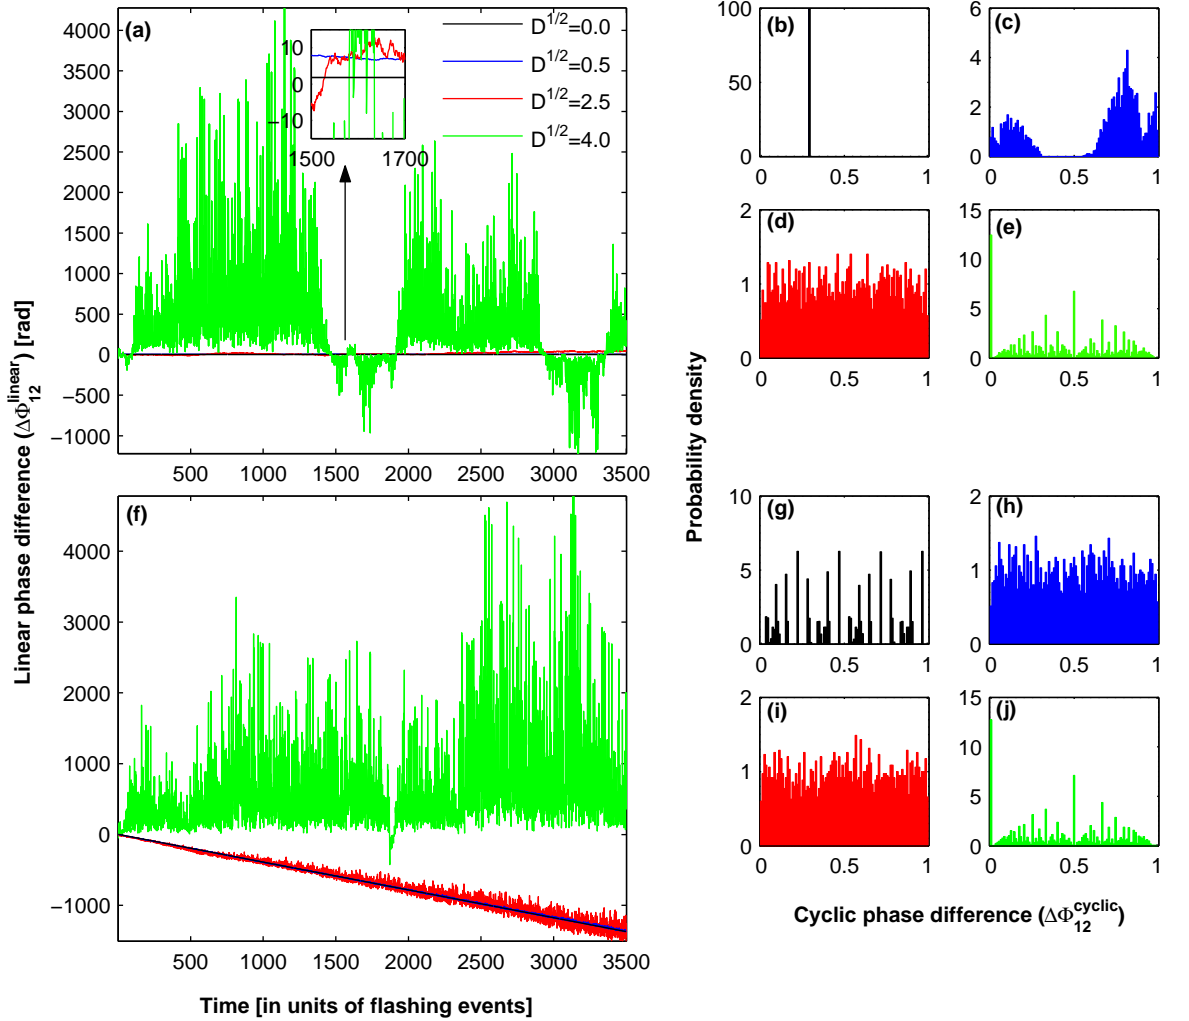 (a)
D^{1/2}=0.0
D^{1/2}=0.5
D^{1/2}=2.5
D^{1/2}=4.0
10
0
−10
1500 1700
4000
3500
3000
2500
2000
1500
1000
500
0
−500
−1000
500 1000 1500 2000 2500 3000 3500
(f)
4000
3000
2000
1000
0
−1000
500 1000 1500 2000 2500 3000 3500
Linear phase difference (ΔΦ_{12}^{linear}) [rad]
Time [in units of flashing events]
(b)
100
50
0
0 0.5 1
(c)
6
4
2
0
0 0.5 1
(d)
2
1
0
0 0.5 1
(e)
15
10
5
0
0 0.5 1
Probability density
(g)
10
5
0
0 0.5 1
(h)
2
1
0
0 0.5 1
(i)
2
1
0
0 0.5 1
(j)
15
10
5
0
0 0.5 1
Cyclic phase difference (ΔΦ_{12}^{cyclic})